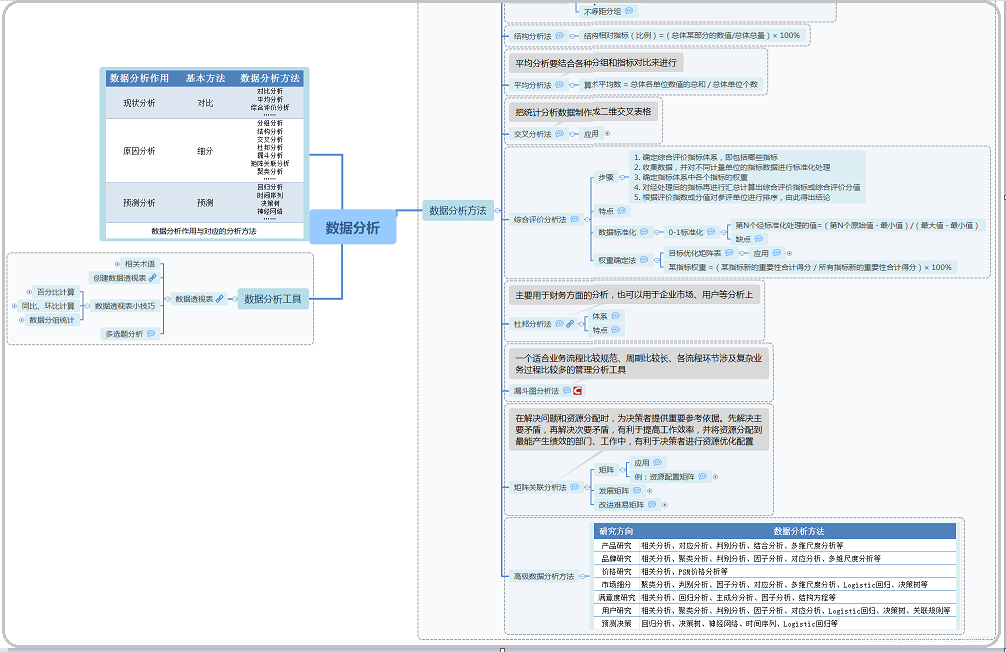 不等距分组
结构分析法
结构相对指标（比例）=（总体某部分的数值/总体总量）× 100%
平均分析要结合各种分组和指标对比来进行
平均分析法
算术平均数 = 总体各单位数值的总和 / 总体单位个数
把统计分析数据制作成二维交叉表格
交叉分析法
应用
数据分析作用 基本方法 数据分析方法
现状分析 对比
对比分析
平均分析
综合评价分析
……
原因分析 细分
分组分析
结构分析
交叉分析
杜邦分析
漏斗分析
矩阵关联分析
聚类分析
……
预测分析 预测
回归分析
时间序列
决策树
神经网络
……
数据分析作用与对应的分析方法
数据分析
数据分析方法
综合评价分析法
步骤
1. 确定综合评价指标体系，即包括哪些指标
2. 收集数据，并对不同计量单位的指标数据进行标准化处理
3. 确定指标体系中各个指标的权重
4. 对经处理后的指标再进行汇总计算出综合评价指标或综合评价分值
5. 根据评价指数或分值对参评单位进行排序，由此得出结论
特点
数据标准化
0-1标准化
第N个经标准化处理的值=（第N个原始值 - 最小值）/（最大值 - 最小值）
缺点
权重确定法
目标优化矩阵表
应用
某指标权重 =（某指标新的重要性合计得分 / 所有指标新的重要性合计得分）× 100%
数据分析工具
数据透视表
相关术语
创建数据透视表
数据透视表小技巧
百分比计算
同比、环比计算
数据分组统计
多选题分析
主要用于财务方面的分析，也可以用于企业市场、用户等分析上
杜邦分析法
体系
特点
一个适合业务流程比较规范、周期比较长、各流程环节涉及复杂业
务过程比较多的管理分析工具
漏斗图分析法
在解决问题和资源分配时，为决策者提供重要参考依据。先解决主
要矛盾，再解决次要矛盾，有利于提高工作效率，并将资源分配到
最能产生绩效的部门、工作中，有利于决策者进行资源优化配置
矩阵关联分析法
矩阵
应用
例：资源配置矩阵
发展矩阵
改进难易矩阵
高级数据分析方法
研究方向 数据分析方法
产品研究 相关分析、对应分析、判别分析、结合分析、多维尺度分析等
品牌研究 相关分析、聚类分析、判别分析、因子分析、对应分析、多维尺度分析等
价格研究 相关分析、PSM价格分析等
市场细分 聚类分析、判别分析、因子分析、对应分析、多维尺度分析、Logistic回归、决策树等
满意度研究 相关分析、回归分析、主成分分析、因子分析、结构方程等
用户研究 相关分析、聚类分析、判别分析、因子分析、对应分析、Logistic回归、决策树、关联规则等
预测决策 回归分析、决策树、神经网络、时间序列、Logistic回归等